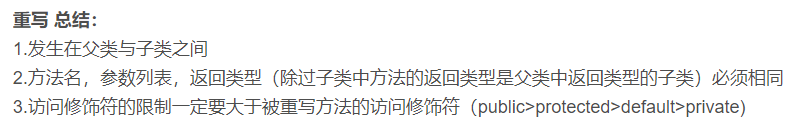 重写 总结：
1.发生在父类与子类之间
2.方法名，参数列表，返回类型（除过子类中方法的返回类型是父类中返回类型的子类）必须相同
3.访问修饰符的限制一定要大于被重写方法的访问修饰符（public>protected>default>private)